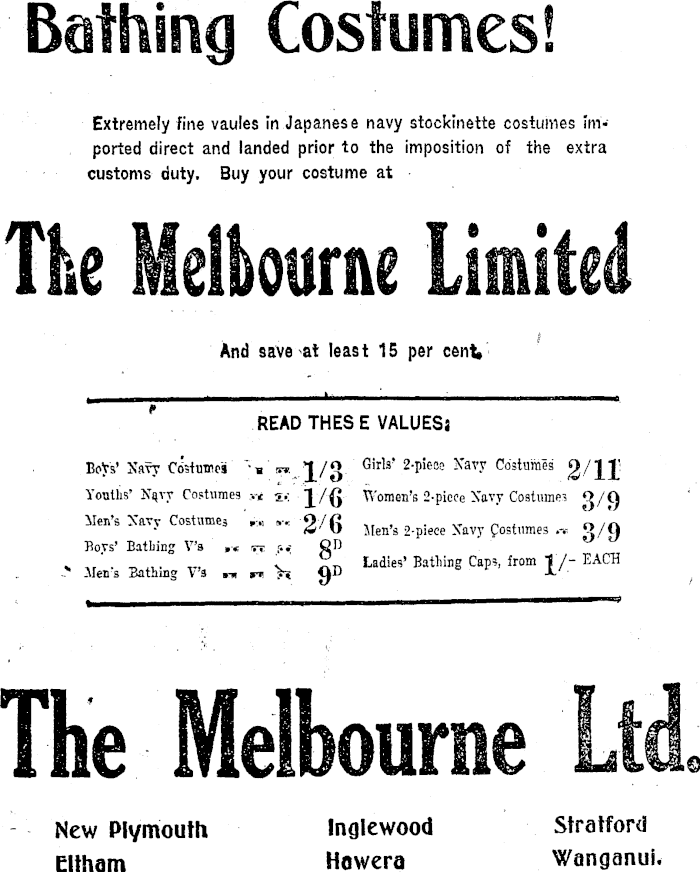 Bathing Costumes!
Extremely fine vaules in Japanese navy stockinette costumes im-
ported direct and landed prior to the imposition of the extra
customs duty. Buy your costume at
The Melbourne Limited
And save at least 15 per cent.
READ THESE VALUES:
Boys' Navy Costumes 1/3
Youths' Navy Costumes 1/6
Men's Navy Costumes 2/6
Boys' Bathing V's 8D
Men's Bathing V's 9D
Girls' 2-piece Navy Costumes 2/11
Women's 2-piece Navy Costumes 3/9
Men's 2-piece Navy Costumes 3/9
Ladies' Bathing Caps, from 1/- EACH
The Melbourne Ltd.
New Plymouth Inglewood Stratford
Eltham Hawera Wanganui.